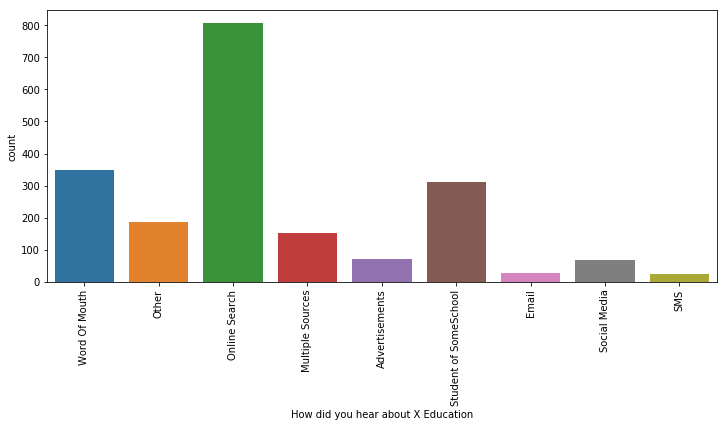 800
700
600
500
400
300
200
100
0
count
Word Of Mouth
Other
Online Search
Multiple Sources
Advertisements
Student of SomeSchool
Email
Social Media
SMS
How did you hear about X Education